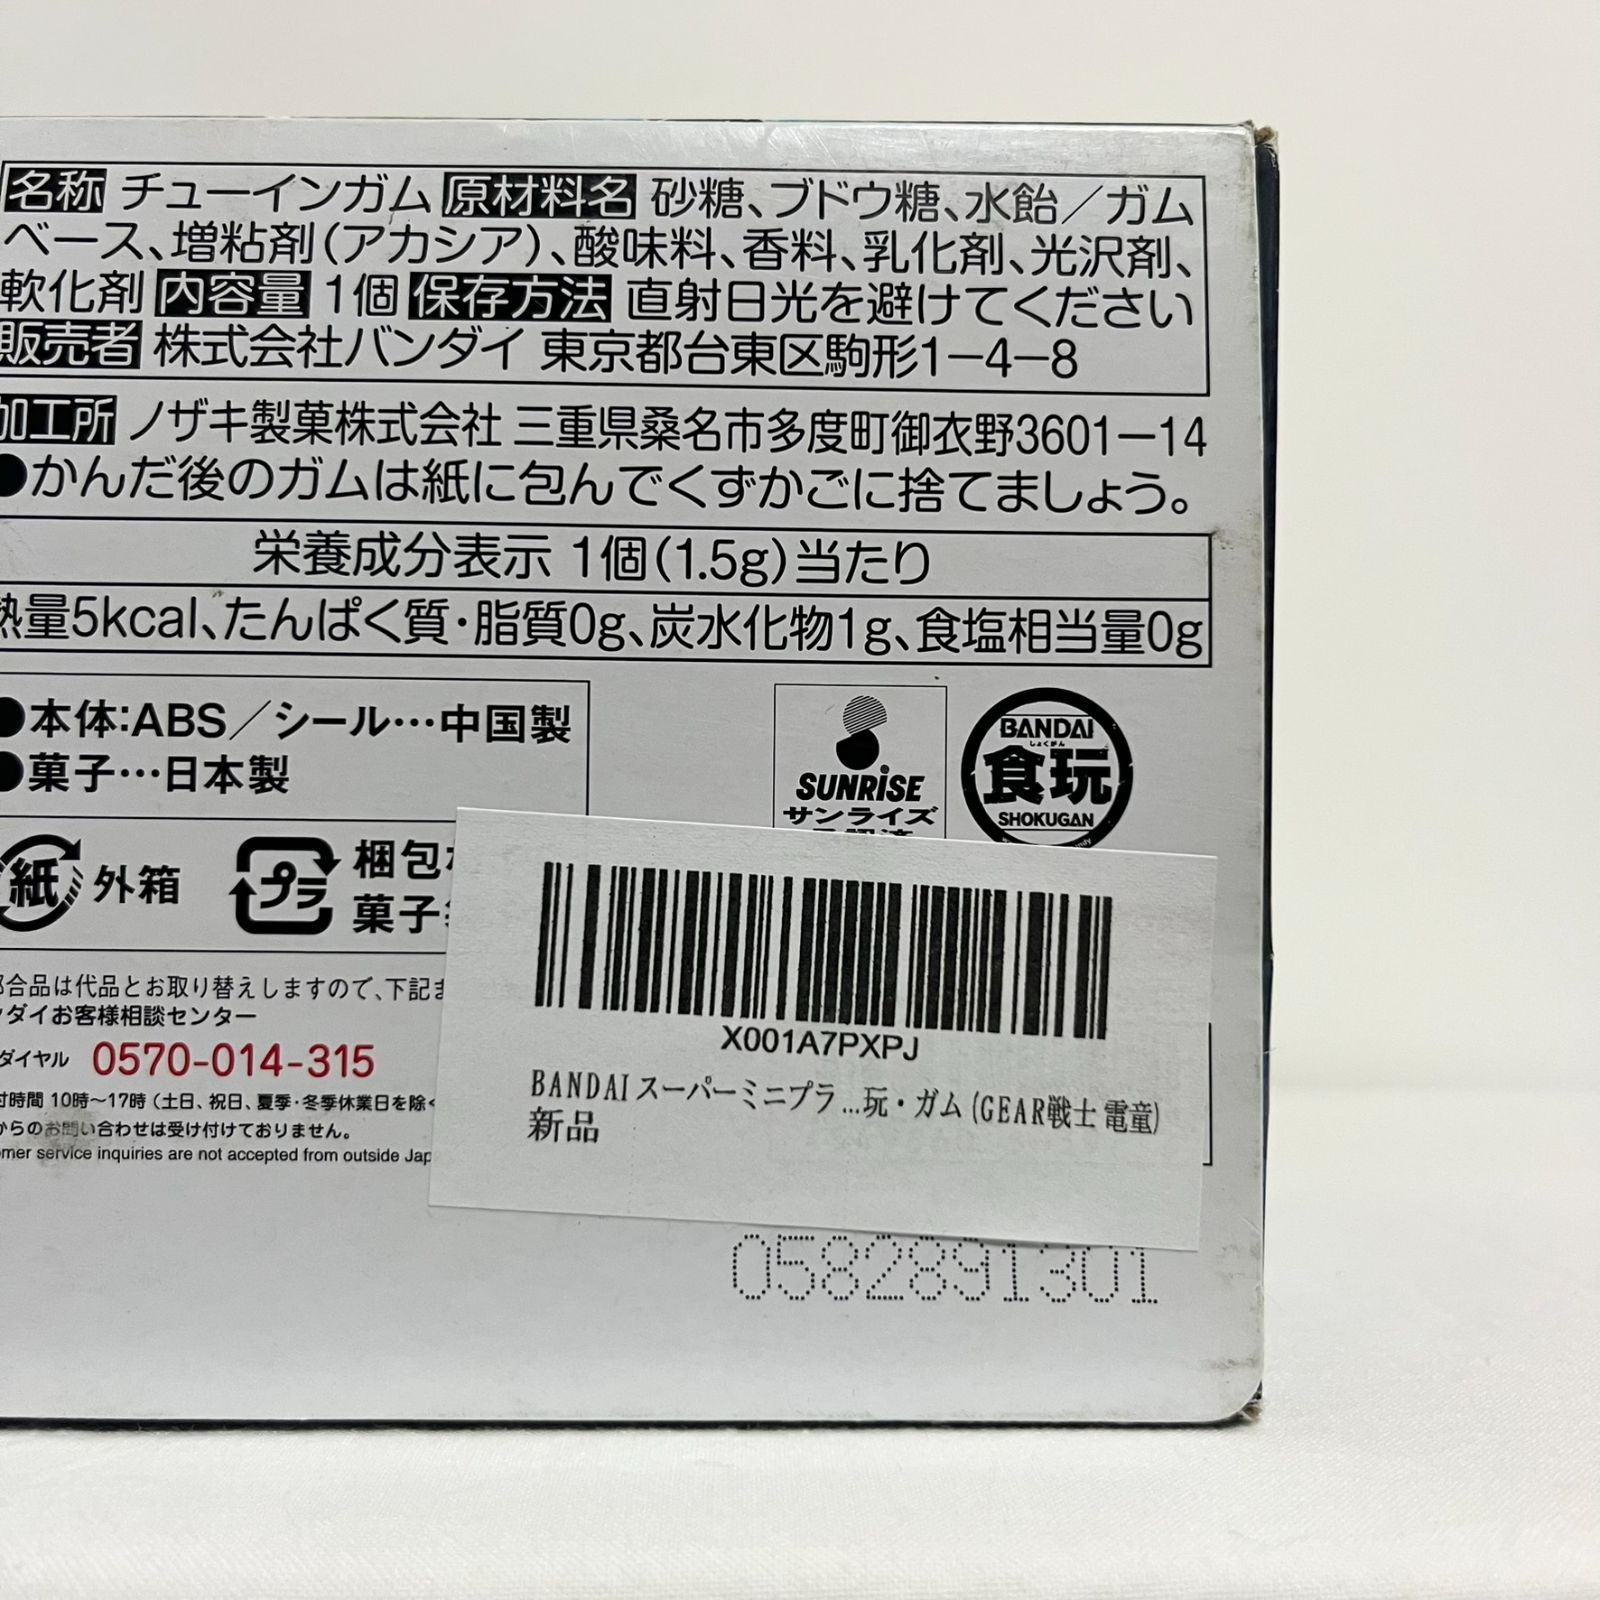 名称 チューインガム 原材料名 砂糖、ブドウ糖、水飴／ガム
ベース、増粘剤(アカシア)、酸味料、香料、乳化剤、光沢剤、
軟化剤 内容量 1個 保存方法 直射日光を避けてください
販売者 株式会社バンダイ 東京都台東区駒形1-4-8
加工所 ノザキ製菓株式会社 三重県桑名市多度町御衣野3601-14
●かんだ後のガムは紙に包んでくずかごに捨てましょう。
栄養成分表示 1個(1.5g)当たり
熱量5kcal、たんぱく質・脂質0g、炭水化物1g、食塩相当量0g
●本体:ABS／シール…中国製
●菓子…日本製
SUNRISE
サンライズ
BANDAI
しょくがん
食玩
SHOKUGAN
紙 外箱
プラ 梱包
菓子
合品は代品とお取り替えしますので、下記
ダイお客様相談センター
ダイヤル 0570-014-315
付時間 10時～17時(土日、祝日、夏季・冬季休業日を除く
からのお問い合わせは受け付けておりません。
omer service inquiries are not accepted from outside Jap
X001A7PXPJ
BANDAI スーパーミニプラ ...玩・ガム (GEAR戦士 電童)
新品
0582891301